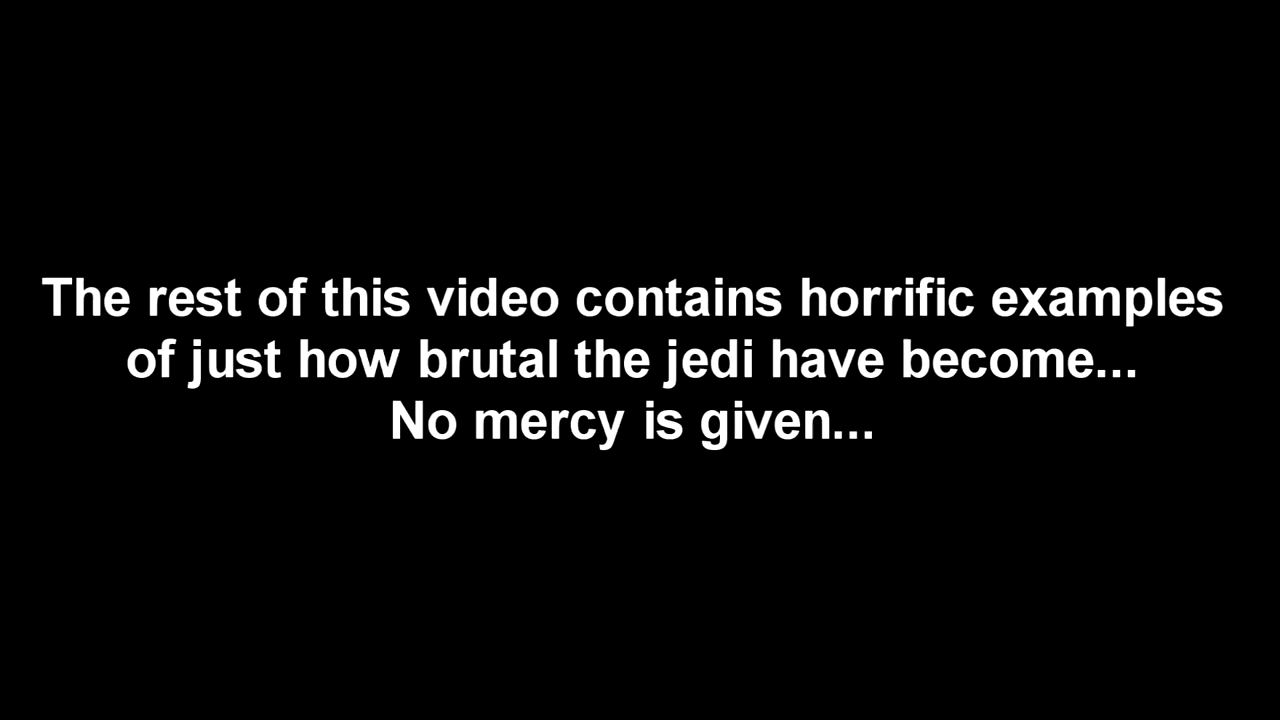 The rest of this video contains horrific examples
of just how brutal the jedi have become...
No mercy is given...